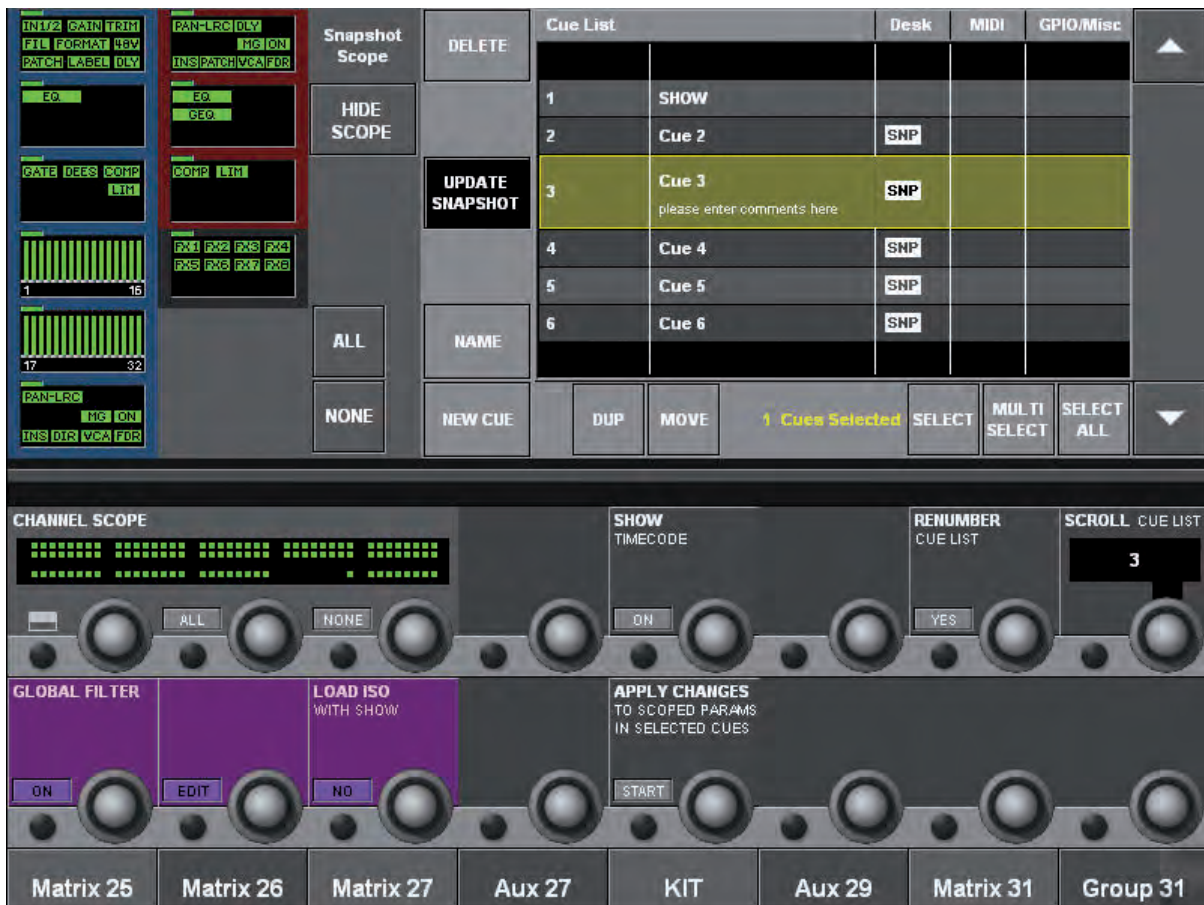 IN1/2 GAIN TRIM
FIL FORMAT 48V
PATCH LABEL DLY
PAN-LRC DLY
MG ON
INS PATCH VCA FDR
Snapshot
Scope
EQ
EQ
GEQ
HIDE
SCOPE
GATE DEES COMP
LIM
COMP LIM
1 16
FX1 FX2 FX3 FX4
FX5 FX6 FX7 FX8
17 32
ALL
PAN-LRC
MG ON
INS DIR VCA FDR
NONE
DELETE
UPDATE
SNAPSHOT
NAME
NEW CUE
Cue List Desk MIDI GPIO/Misc
1 SHOW
2 Cue 2 SNP
3 Cue 3 SNP
please enter comments here
4 Cue 4 SNP
5 Cue 5 SNP
6 Cue 6 SNP
DUP
MOVE
1 Cues Selected
SELECT
MULTI
SELECT
SELECT
ALL
CHANNEL SCOPE
ALL
NONE
SHOW
TIMECODE
ON
RENUMBER
CUE LIST
YES
SCROLL CUE LIST
3
GLOBAL FILTER
ON
EDIT
LOAD ISO
WITH SHOW
NO
APPLY CHANGES
TO SCOPED PARAMS
IN SELECTED CUES
START
Matrix 25
Matrix 26
Matrix 27
Aux 27
KIT
Aux 29
Matrix 31
Group 31